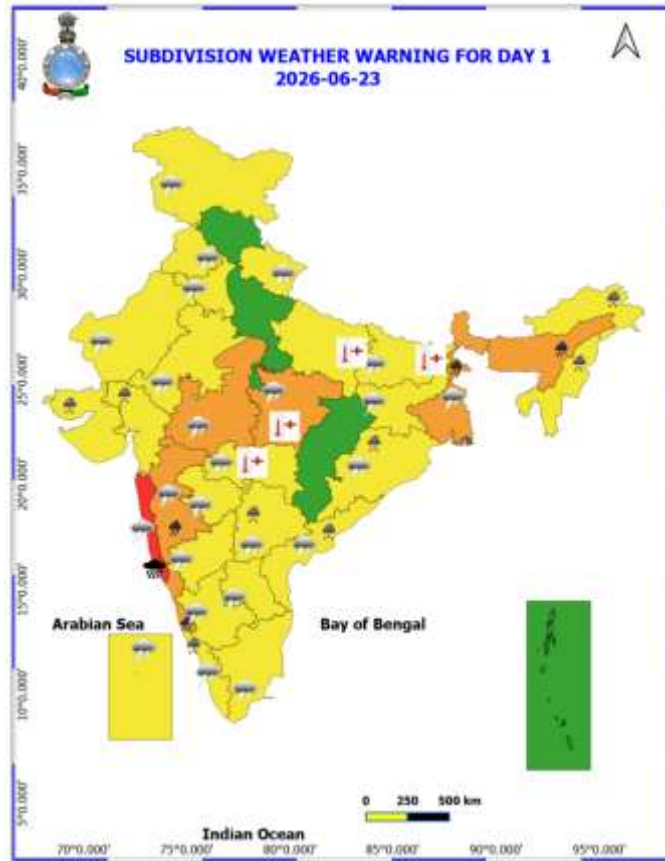 SUBDIVISION WEATHER WARNING FOR DAY 1
2026-06-23
40°0.000'
35°0.000'
30°0.000'
25°0.000'
20°0.000'
15°0.000'
10°0.000'
5°0.000'
Arabian Sea
Bay of Bengal
0 250 500 km
Indian Ocean
70°0.000' 75°0.000' 80°0.000' 85°0.000' 90°0.000' 95°0.000'